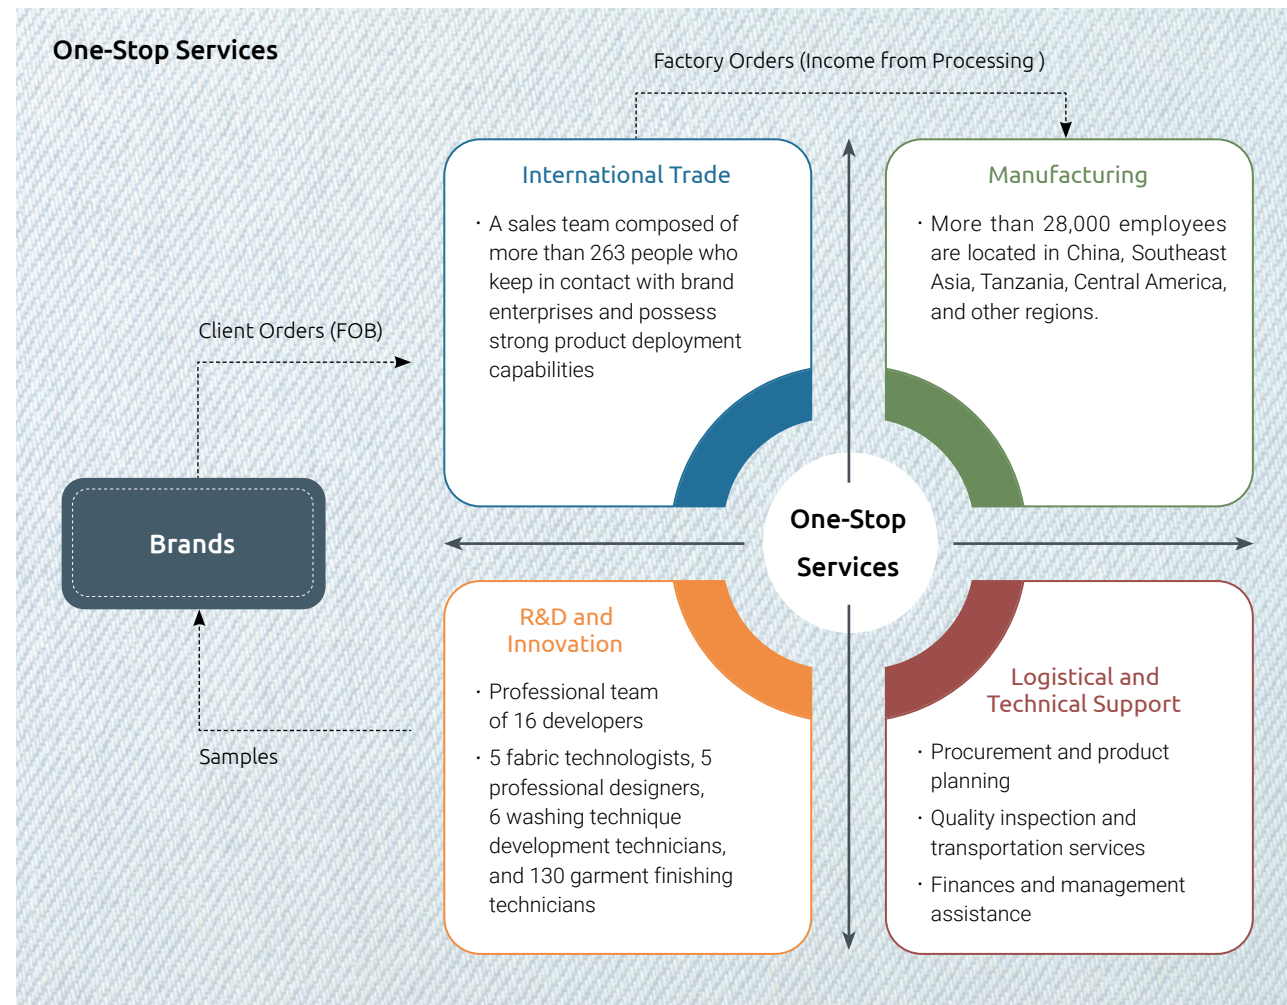 One-Stop Services
Factory Orders (Income from Processing )
International Trade
· A sales team composed of
more than 263 people who
keep in contact with brand
enterprises and possess
strong product deployment
capabilities
Manufacturing
· More than 28,000 employees
are located in China, Southeast
Asia, Tanzania, Central America,
and other regions.
Client Orders (FOB)
Brands
One-Stop
Services
Samples
R&D and
Innovation
· Professional team
of 16 developers
· 5 fabric technologists, 5
professional designers,
6 washing technique
development technicians,
and 130 garment finishing
technicians
Logistical and
Technical Support
· Procurement and product
planning
· Quality inspection and
transportation services
· Finances and management
assistance